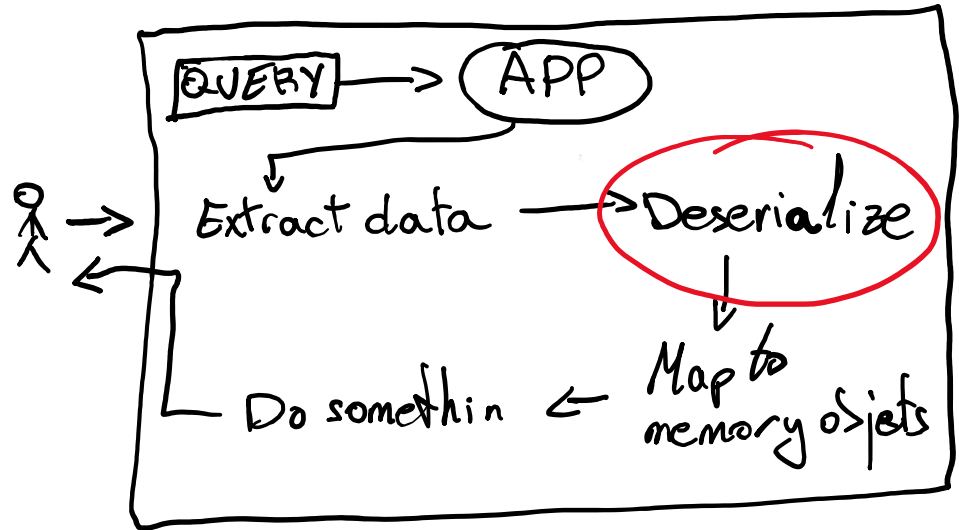 QUERY
APP
Extract data
Deserialize
Map to
memory objets
Do somethin